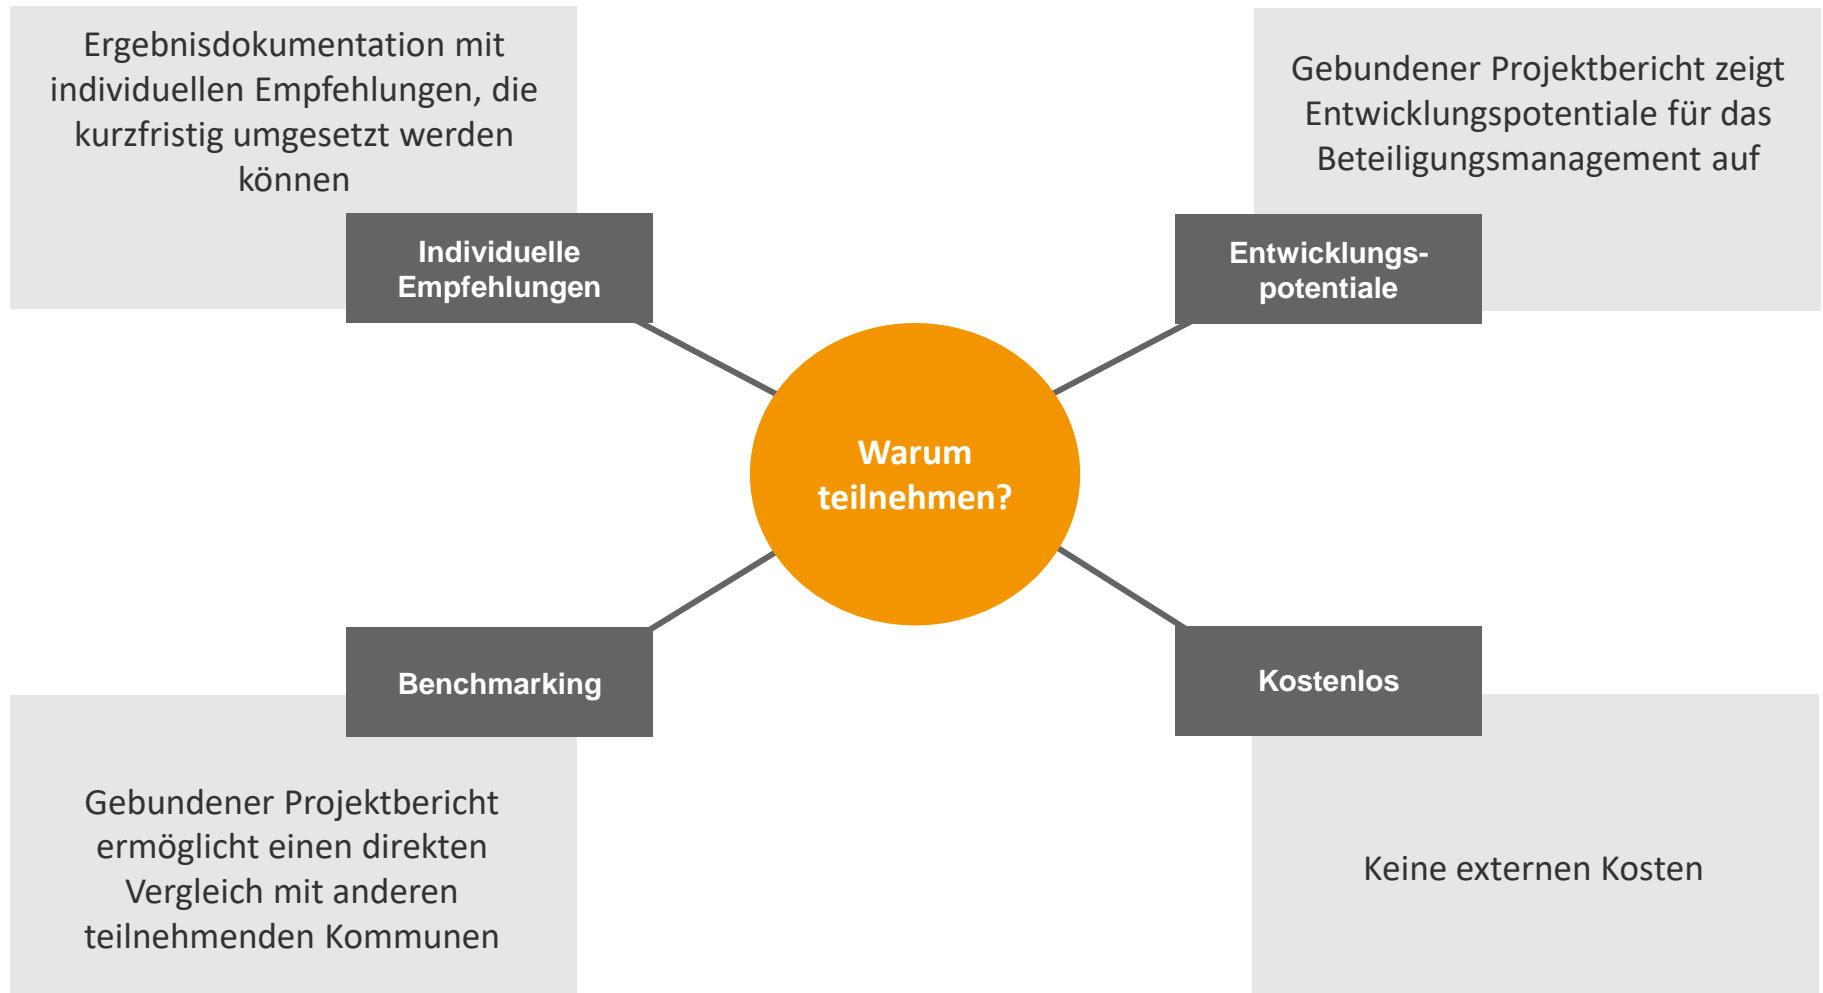 Ergebnisdokumentation mit
individuellen Empfehlungen, die
kurzfristig umgesetzt werden
können
Individuelle
Empfehlungen
Gebundener Projektbericht zeigt
Entwicklungspotentiale für das
Beteiligungsmanagement auf
Entwicklungs-
potentiale
Warum
teilnehmen?
Benchmarking
Gebundener Projektbericht
ermöglicht einen direkten
Vergleich mit anderen
teilnehmenden Kommunen
Kostenlos
Keine externen Kosten